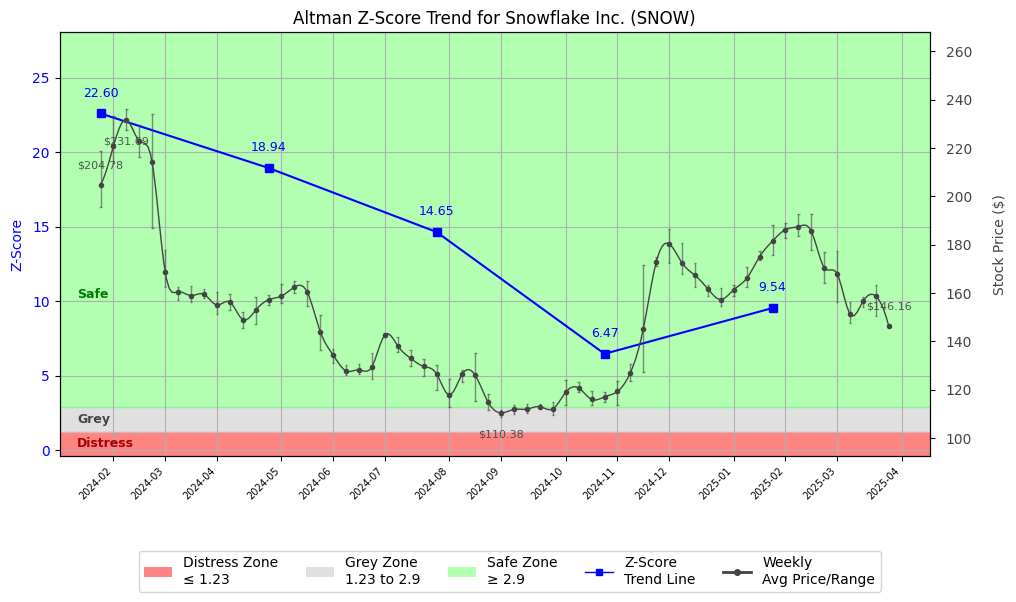 Altman Z-Score Trend for Snowflake Inc. (SNOW)
Z-Score
25
20
15
10
5
0
260
240
220
200
180
160
140
120
100
Stock Price ($)
22.60
18.94
14.65
6.47
9.54
$204.78
$110.38
$146.16
Safe
Grey
Distress
2024-02
2024-03
2024-04
2024-05
2024-06
2024-07
2024-08
2024-09
2024-10
2024-11
2024-12
2025-01
2025-02
2025-03
2025-04
Distress Zone
≤ 1.23
Grey Zone
1.23 to 2.9
Safe Zone
≥ 2.9
Z-Score
Trend Line
Weekly
Avg Price/Range